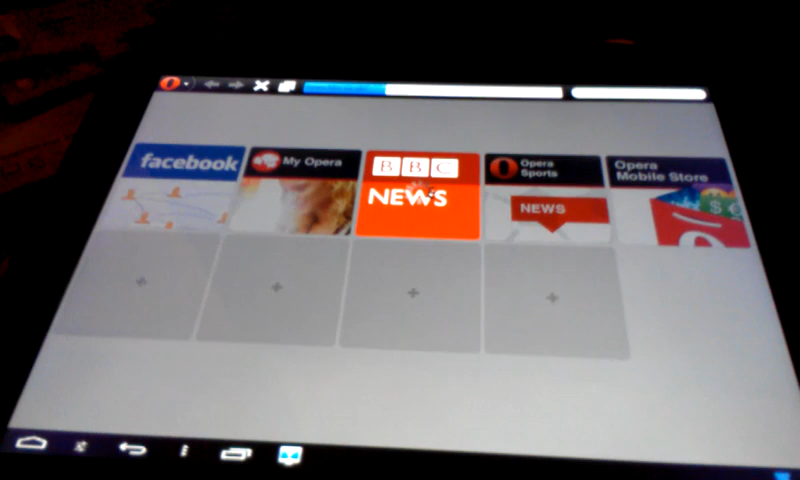 facebook
My Opera
BBC
NEWS
Opera
Sports
NEWS
Opera
Mobile Store